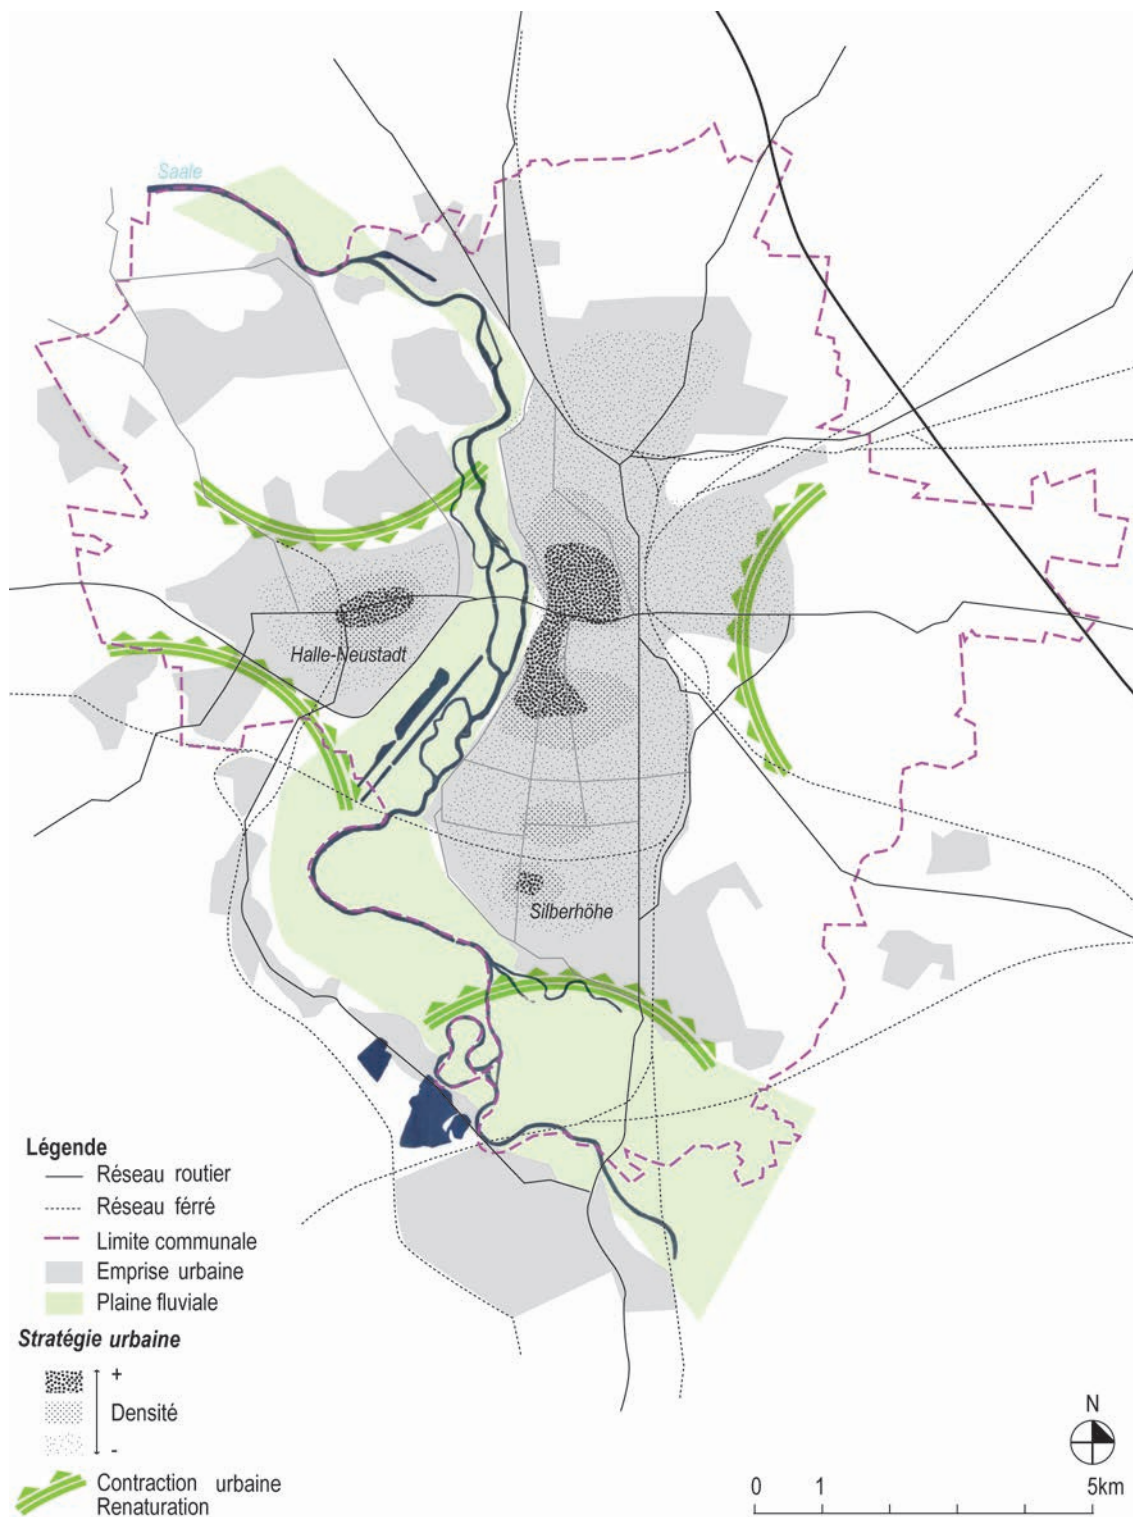 Saale
Halle-Neustadt
Silberhöhe
Légende
Réseau routier
Réseau férré
Limite communale
Emprise urbaine
Plaine fluviale
Stratégie urbaine
+
Densité
-
Contraction urbaine
Renaturation
N
0 1 5km